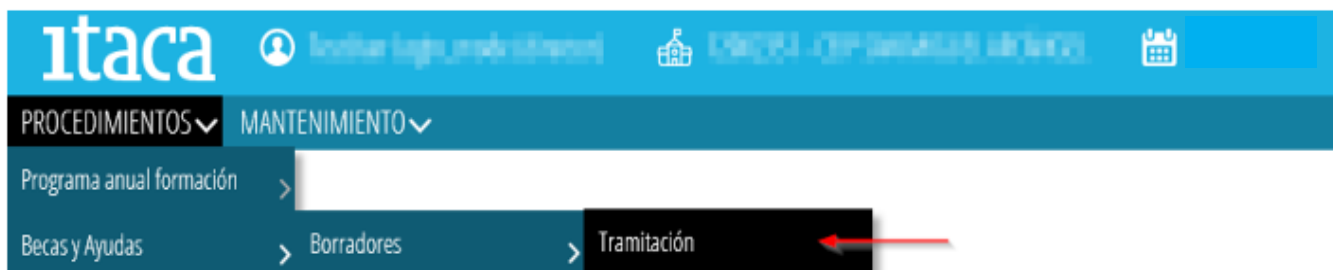 ıtaca
PROCEDIMIENTOS MANTENIMIENTO
Programa anual formación
Becas y Ayudas Borradores Tramitación